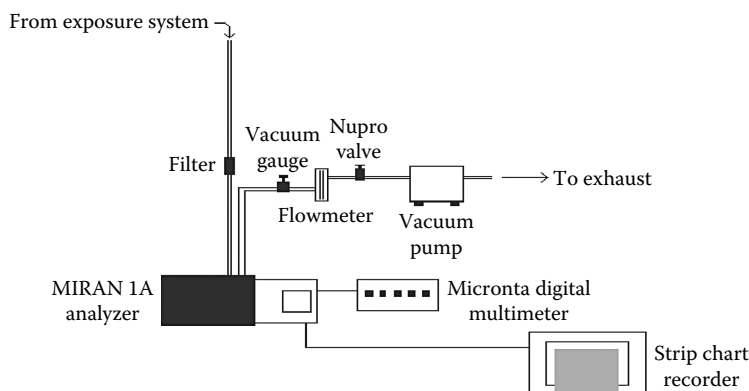 From exposure system
Filter
Vacuum
gauge
Nupro
valve
Flowmeter
Vacuum
pump
To exhaust
MIRAN 1A
analyzer
Micronta digital
multimeter
Strip chart
recorder